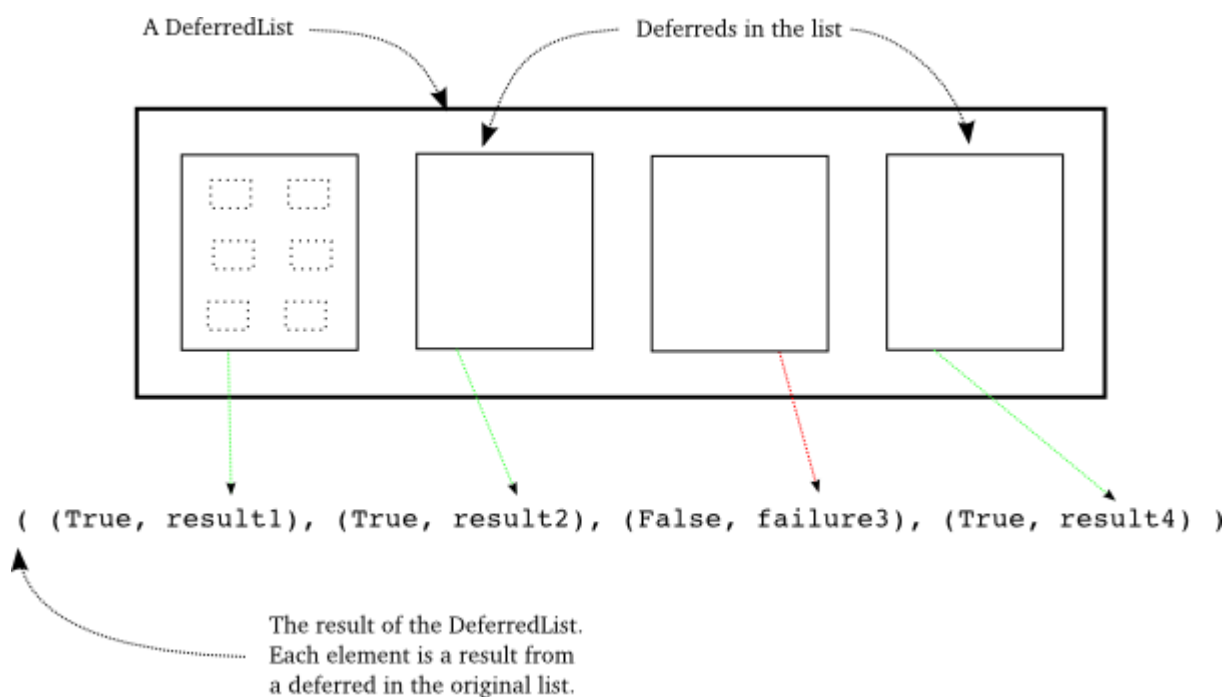 A DeferredList
Deferreds in the list
( (True, result1), (True, result2), (False, failure3), (True, result4) )
The result of the DeferredList.
Each element is a result from
a deferred in the original list.